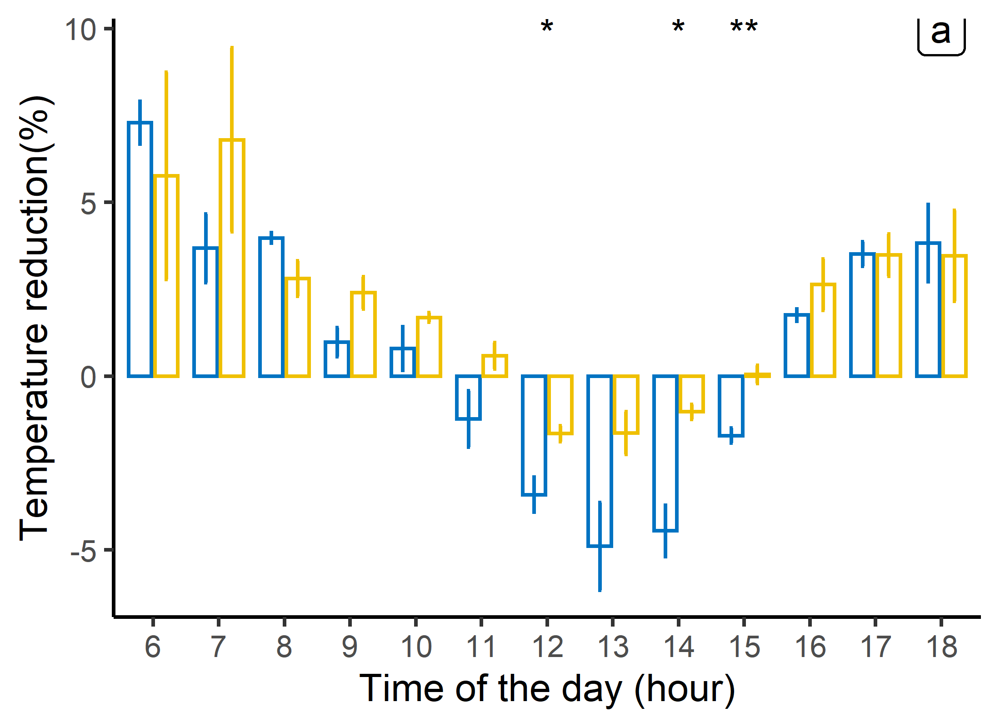 Temperature reduction(%)
10
5
0
-5
* * **
a
6 7 8 9 10 11 12 13 14 15 16 17 18
Time of the day (hour)